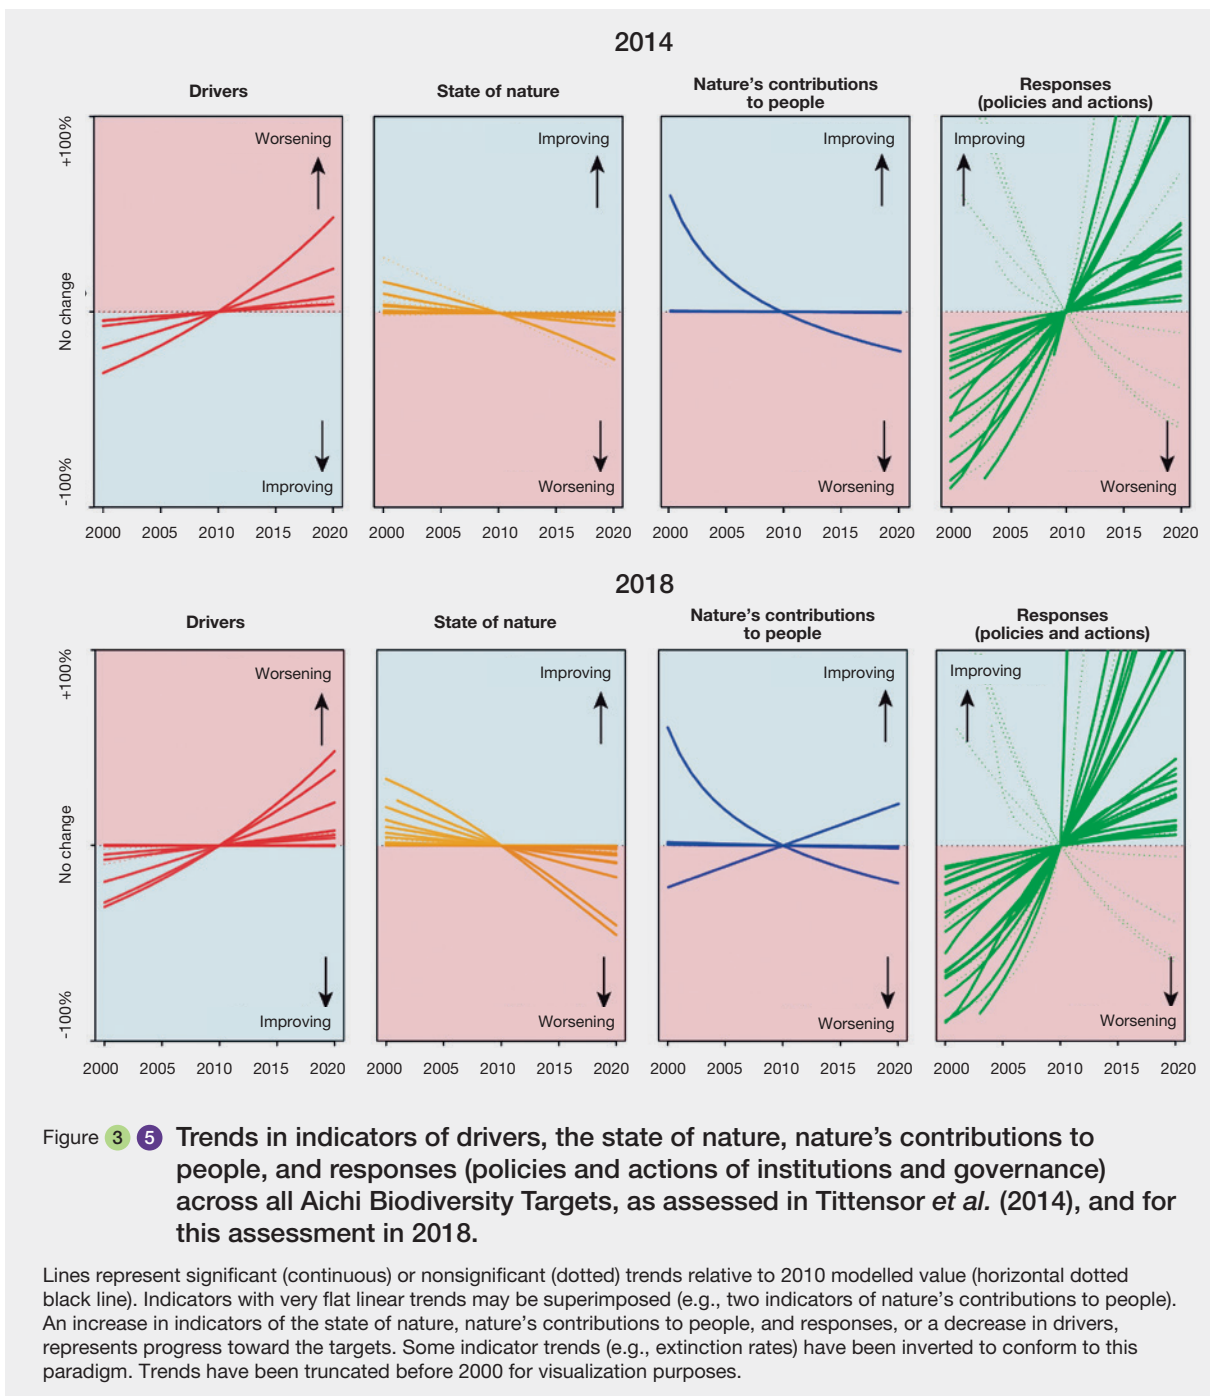 2014
Drivers
State of nature
Nature’s contributions
to people
Responses
(policies and actions)
+100%
No change
-100%
Worsening
Improving
Improving
Worsening
Improving
Worsening
Improving
Worsening
2000 2005 2010 2015 2020
2000 2005 2010 2015 2020
2000 2005 2010 2015 2020
2000 2005 2010 2015 2020
2018
Drivers
State of nature
Nature’s contributions
to people
Responses
(policies and actions)
+100%
No change
-100%
Worsening
Improving
Improving
Worsening
Improving
Worsening
Improving
Worsening
2000 2005 2010 2015 2020
2000 2005 2010 2015 2020
2000 2005 2010 2015 2020
2000 2005 2010 2015 2020
Figure 3 5 Trends in indicators of drivers, the state of nature, nature’s contributions to
people, and responses (policies and actions of institutions and governance)
across all Aichi Biodiversity Targets, as assessed in Tittensor et al. (2014), and for
this assessment in 2018.
Lines represent significant (continuous) or nonsignificant (dotted) trends relative to 2010 modelled value (horizontal dotted
black line). Indicators with very flat linear trends may be superimposed (e.g., two indicators of nature’s contributions to people).
An increase in indicators of the state of nature, nature’s contributions to people, and responses, or a decrease in drivers,
represents progress toward the targets. Some indicator trends (e.g., extinction rates) have been inverted to conform to this
paradigm. Trends have been truncated before 2000 for visualization purposes.